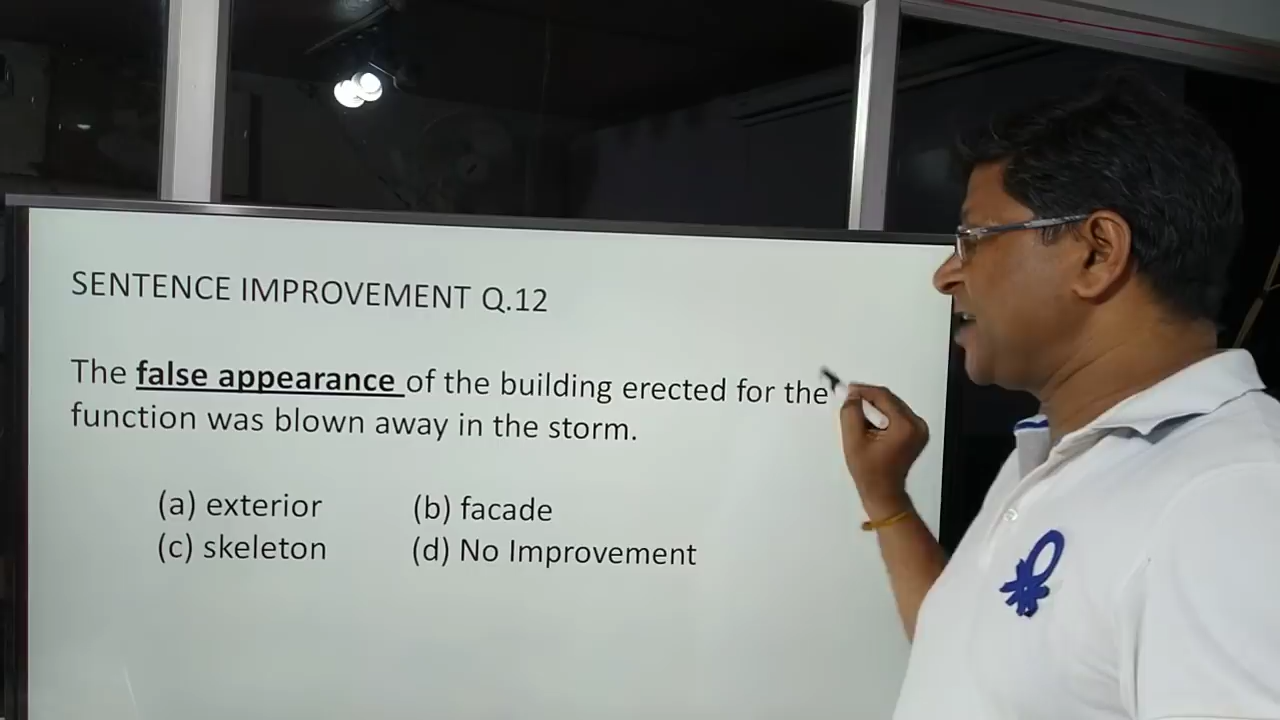 SENTENCE IMPROVEMENT Q.12
The false appearance of the building erected for the
function was blown away in the storm.
(a) exterior (b) facade
(c) skeleton (d) No Improvement